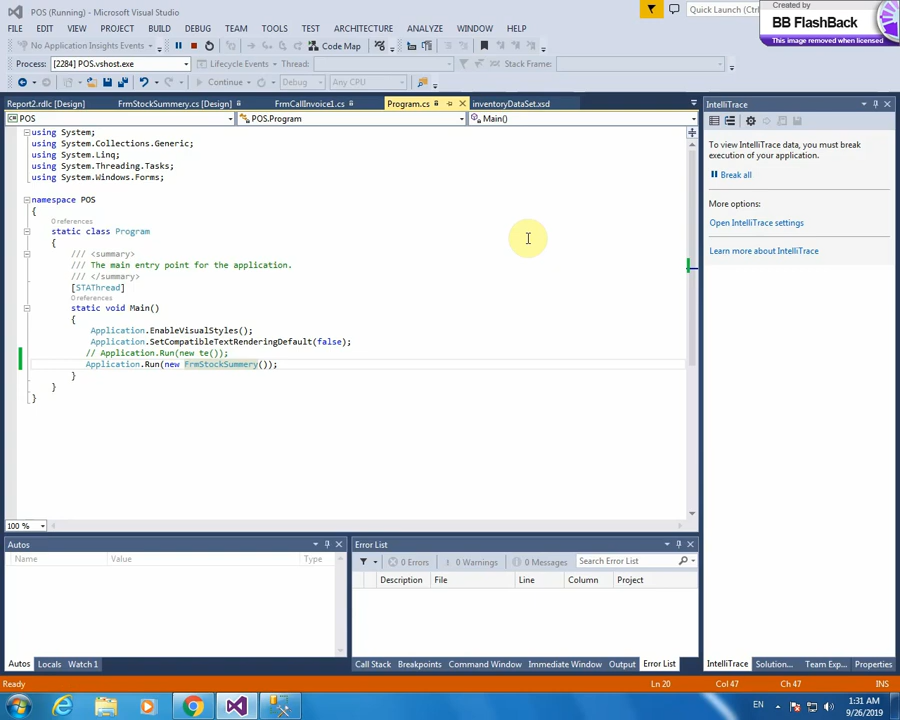 POS (Running) - Microsoft Visual Studio
Quick Launch (Ctrl
Created by
BB FlashBack
This image removed when licensed
FILE EDIT VIEW PROJECT BUILD DEBUG TEAM TOOLS TEST ARCHITECTURE ANALYZE WINDOW HELP
No Application Insights Events Code Map
Process: [2284] POS.vshost.exe Lifecycle Events Thread: Stack Frame:
Continue Debug Any CPU
Report2.rdlc [Design] FrmStockSummery.cs [Design] FrmCallInvoice1.cs Program.cs inventoryDataSet.xsd
POS POS.Program Main()
using System;
using System.Collections.Generic;
using System.Linq;
using System.Threading.Tasks;
using System.Windows.Forms;
namespace POS
{
0 references
static class Program
{
/// <summary>
/// The main entry point for the application.
/// </summary>
[STAThread]
0 references
static void Main()
{
Application.EnableVisualStyles();
Application.SetCompatibleTextRenderingDefault(false);
// Application.Run(new te());
Application.Run(new FrmStockSummery());
}
}
}
100 %
IntelliTrace
To view IntelliTrace data, you must break
execution of your application.
Break all
More options:
Open IntelliTrace settings
Learn more about IntelliTrace
Autos
Name Value Type
Autos Locals Watch 1
Error List
0 Errors 0 Warnings 0 Messages Search Error List
Description File Line Column Project
Call Stack Breakpoints Command Window Immediate Window Output Error List
IntelliTrace Solution... Team Exp... Properties
Ready Ln 20 Col 47 Ch 47 INS
EN 1:31 AM
9/26/2019